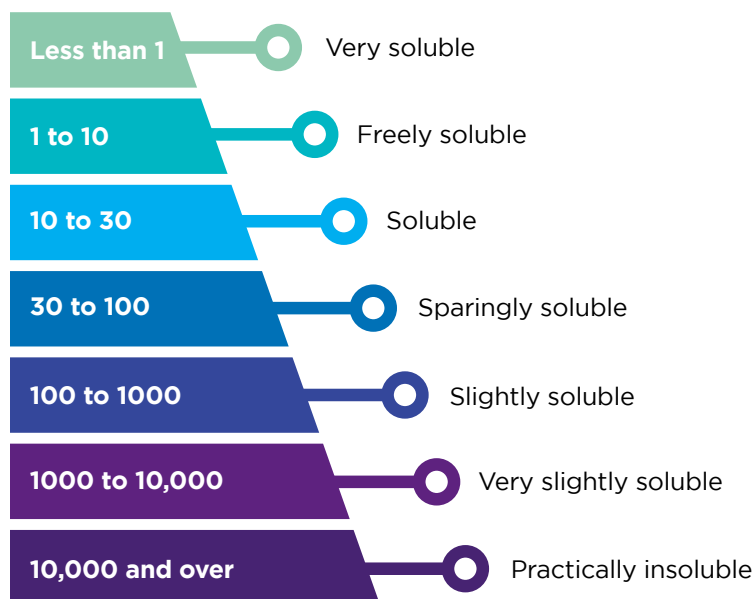 Less than 1 Very soluble
1 to 10 Freely soluble
10 to 30 Soluble
30 to 100 Sparingly soluble
100 to 1000 Slightly soluble
1000 to 10,000 Very slightly soluble
10,000 and over Practically insoluble